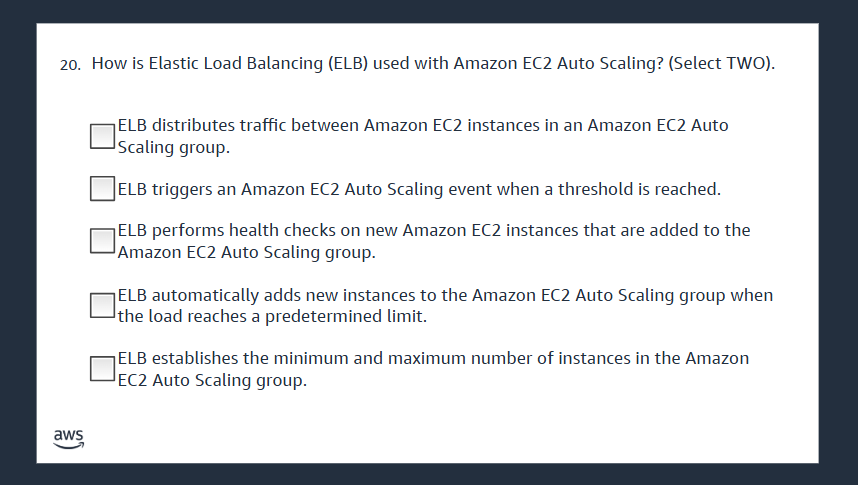 20. How is Elastic Load Balancing (ELB) used with Amazon EC2 Auto Scaling? (Select TWO).
ELB distributes traffic between Amazon EC2 instances in an Amazon EC2 Auto
Scaling group.
ELB triggers an Amazon EC2 Auto Scaling event when a threshold is reached.
ELB performs health checks on new Amazon EC2 instances that are added to the
Amazon EC2 Auto Scaling group.
ELB automatically adds new instances to the Amazon EC2 Auto Scaling group when
the load reaches a predetermined limit.
ELB establishes the minimum and maximum number of instances in the Amazon
EC2 Auto Scaling group.
aws